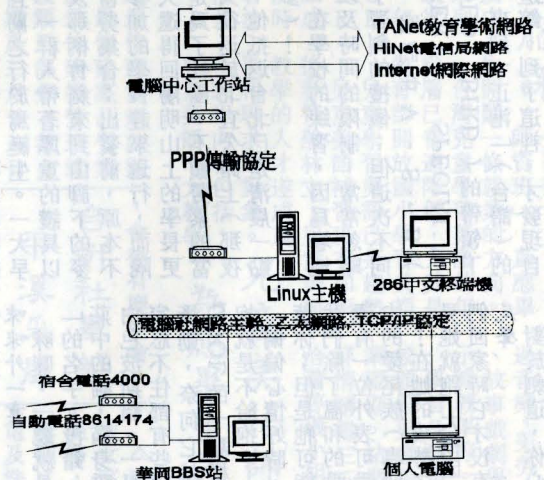 TANet教育學術網路
HiNet電信局網路
Internet網際網路
電腦中心工作站
PPP傳輸協定
Linux主機
286中文終端機
電腦社網路主幹, 乙太網路, TCP/IP協定
宿舍電話4000
自動電話8614174
華岡BBS站
個人電腦